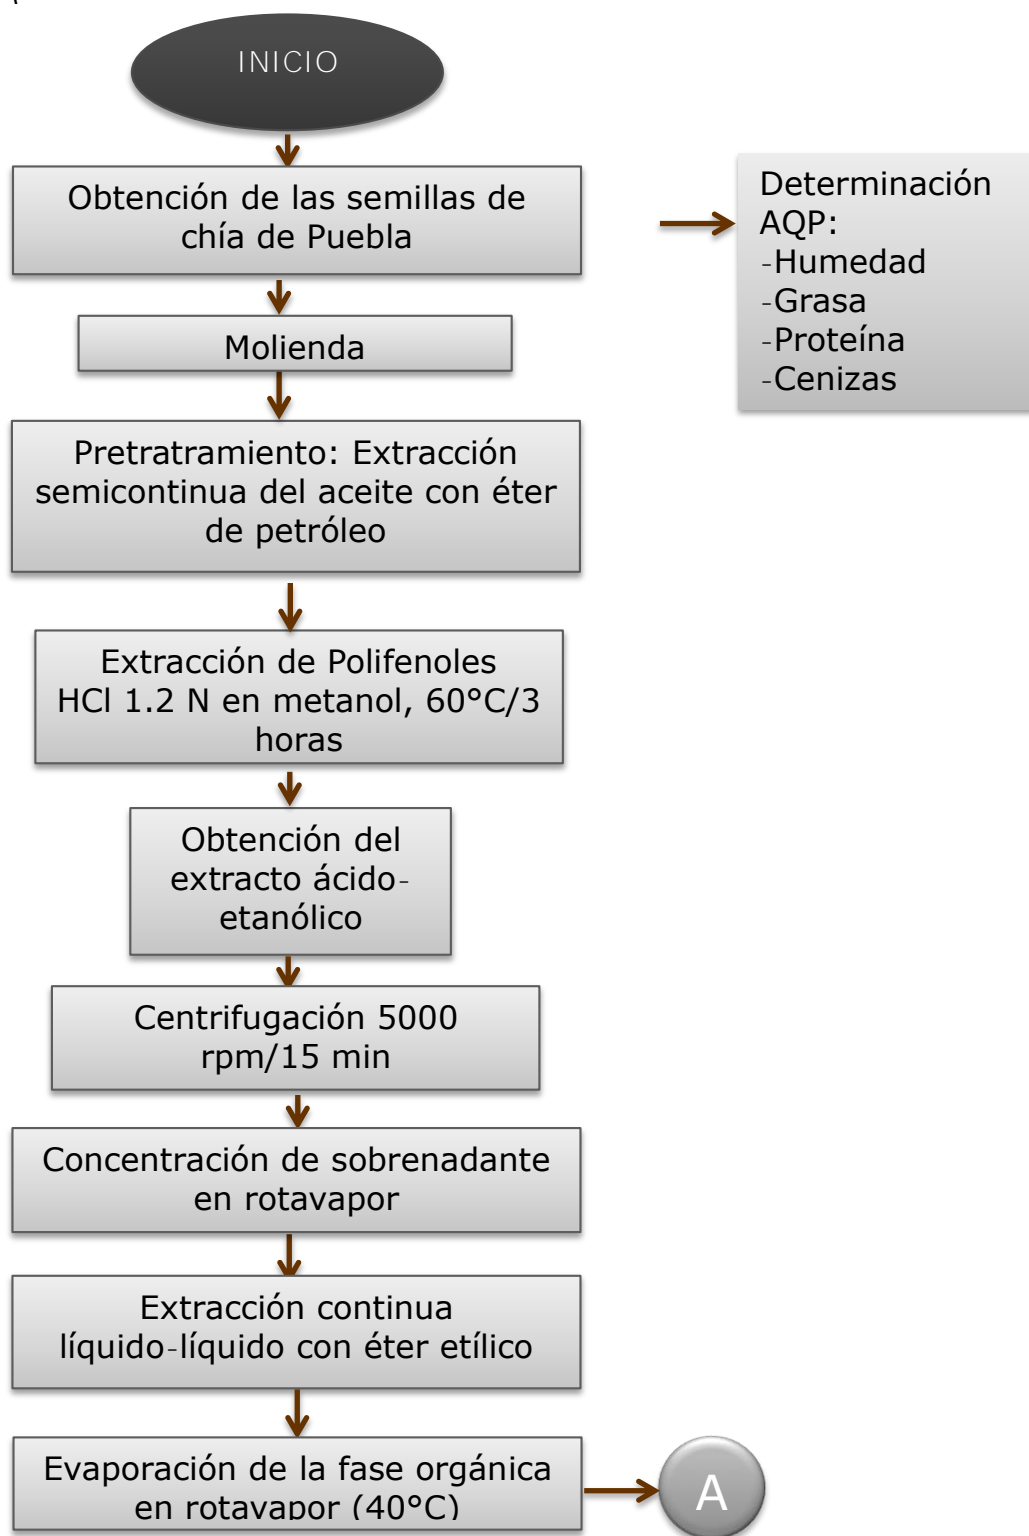 INICIO
Obtención de las semillas de
chía de Puebla
Determinación
AQP:
-Humedad
-Grasa
-Proteína
-Cenizas
Molienda
Pretratramiento: Extracción
semicontinua del aceite con éter
de petróleo
Extracción de Polifenoles
HCl 1.2 N en metanol, 60°C/3
horas
Obtención del
extracto ácido-
etanólico
Centrifugación 5000
rpm/15 min
Concentración de sobrenadante
en rotavapor
Extracción continua
líquido-líquido con éter etílico
Evaporación de la fase orgánica
en rotavapor (40°C)
A